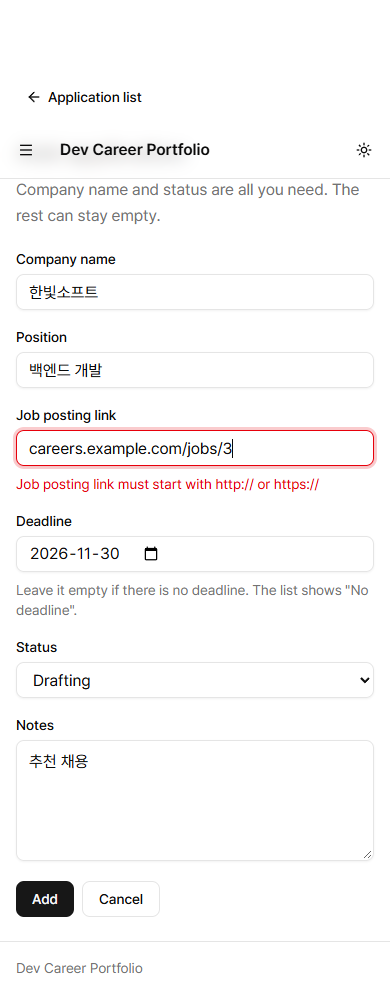 Application list
Dev Career Portfolio
Company name and status are all you need. The
rest can stay empty.
Company name
한빛소프트
Position
백엔드 개발
Job posting link
careers.example.com/jobs/3
Job posting link must start with http:// or https://
Deadline
2026-11-30
Leave it empty if there is no deadline. The list shows "No
deadline".
Status
Drafting
Notes
추천 채용
Add
Cancel
Dev Career Portfolio